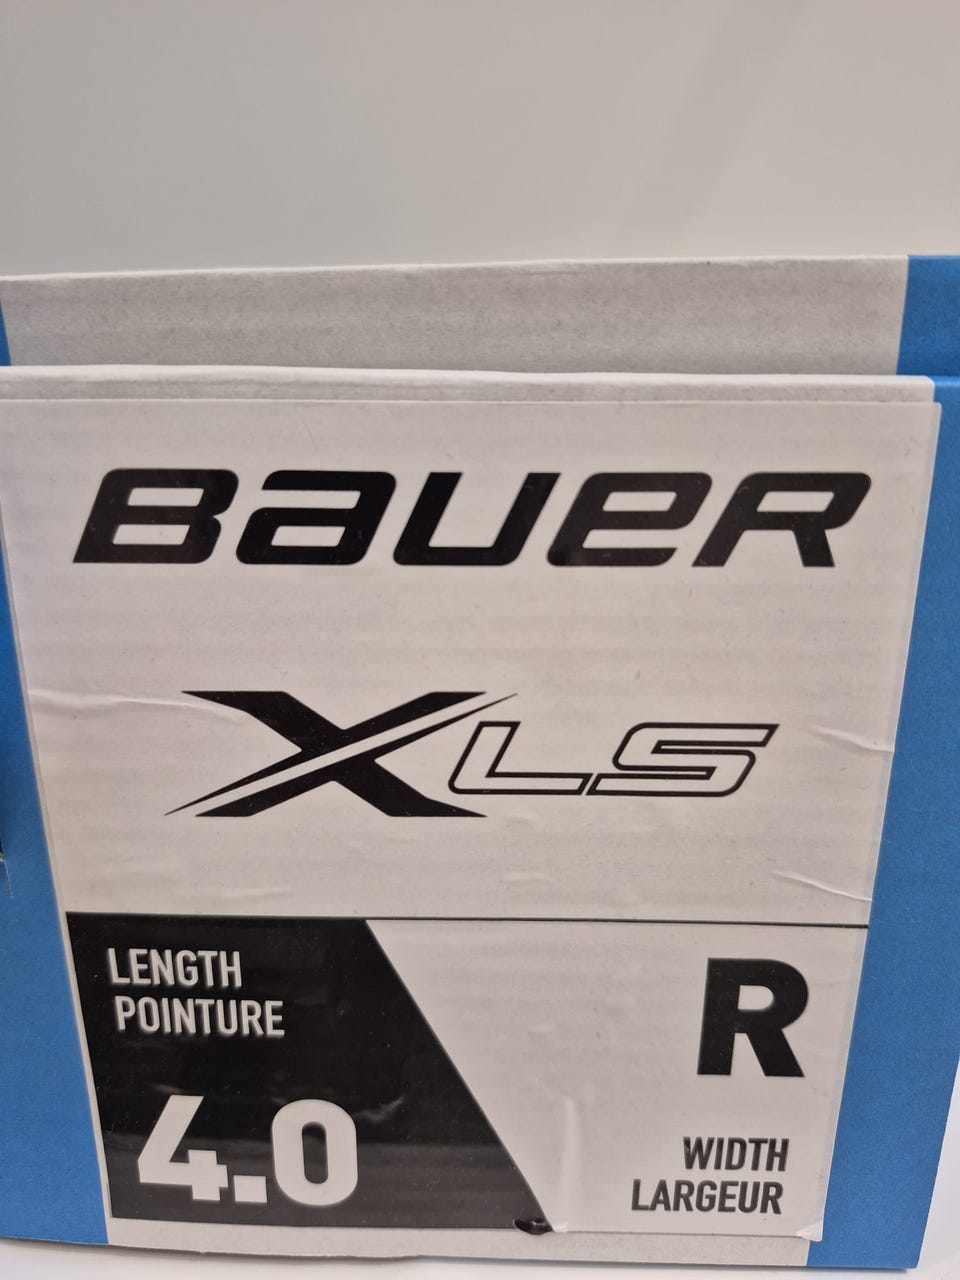 BAUER
XLS
LENGTH
POINTURE
4.0
R
WIDTH
LARGEUR